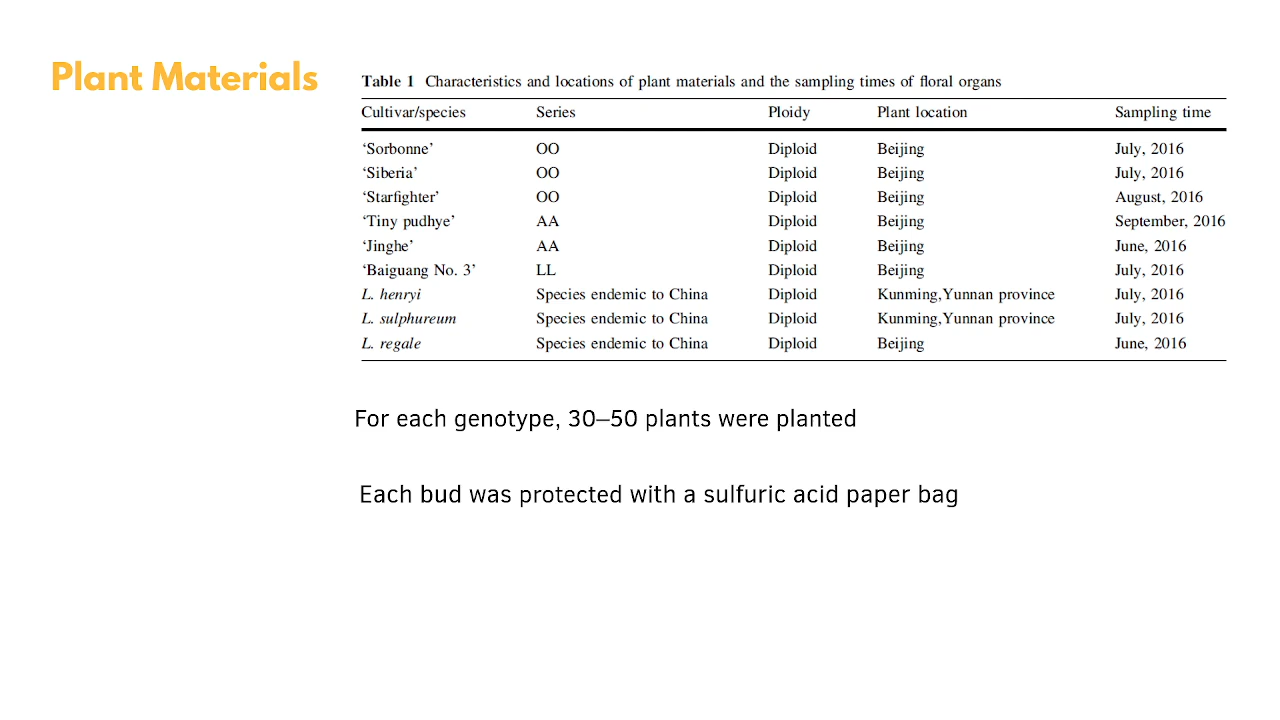 Plant Materials
Table 1 Characteristics and locations of plant materials and the sampling times of floral organs
Cultivar/species Series Ploidy Plant location Sampling time
‘Sorbonne’ OO Diploid Beijing July, 2016
‘Siberia’ OO Diploid Beijing July, 2016
‘Starfighter’ OO Diploid Beijing August, 2016
‘Tiny pudhye’ AA Diploid Beijing September, 2016
‘Jinghe’ AA Diploid Beijing June, 2016
‘Baiguang No. 3’ LL Diploid Beijing July, 2016
L. henryi Species endemic to China Diploid Kunming,Yunnan province July, 2016
L. sulphureum Species endemic to China Diploid Kunming,Yunnan province July, 2016
L. regale Species endemic to China Diploid Beijing June, 2016
For each genotype, 30–50 plants were planted
Each bud was protected with a sulfuric acid paper bag